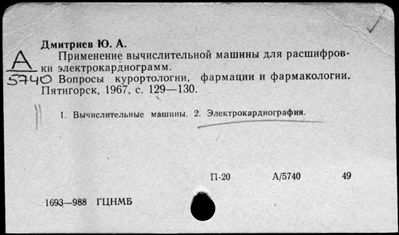 Дмитриев Ю. А.
Применение вычислительной машины для расшифров-
А ки электрокардиограмм.
5740 Вопросы курортологии, фармации и фармакологии.
Пятигорск, 1967, с. 129—130.
1. Вычислительные машины. 2. Электрокардиография.
П-20 А/5740 49
1693—988 ГЦНМБ